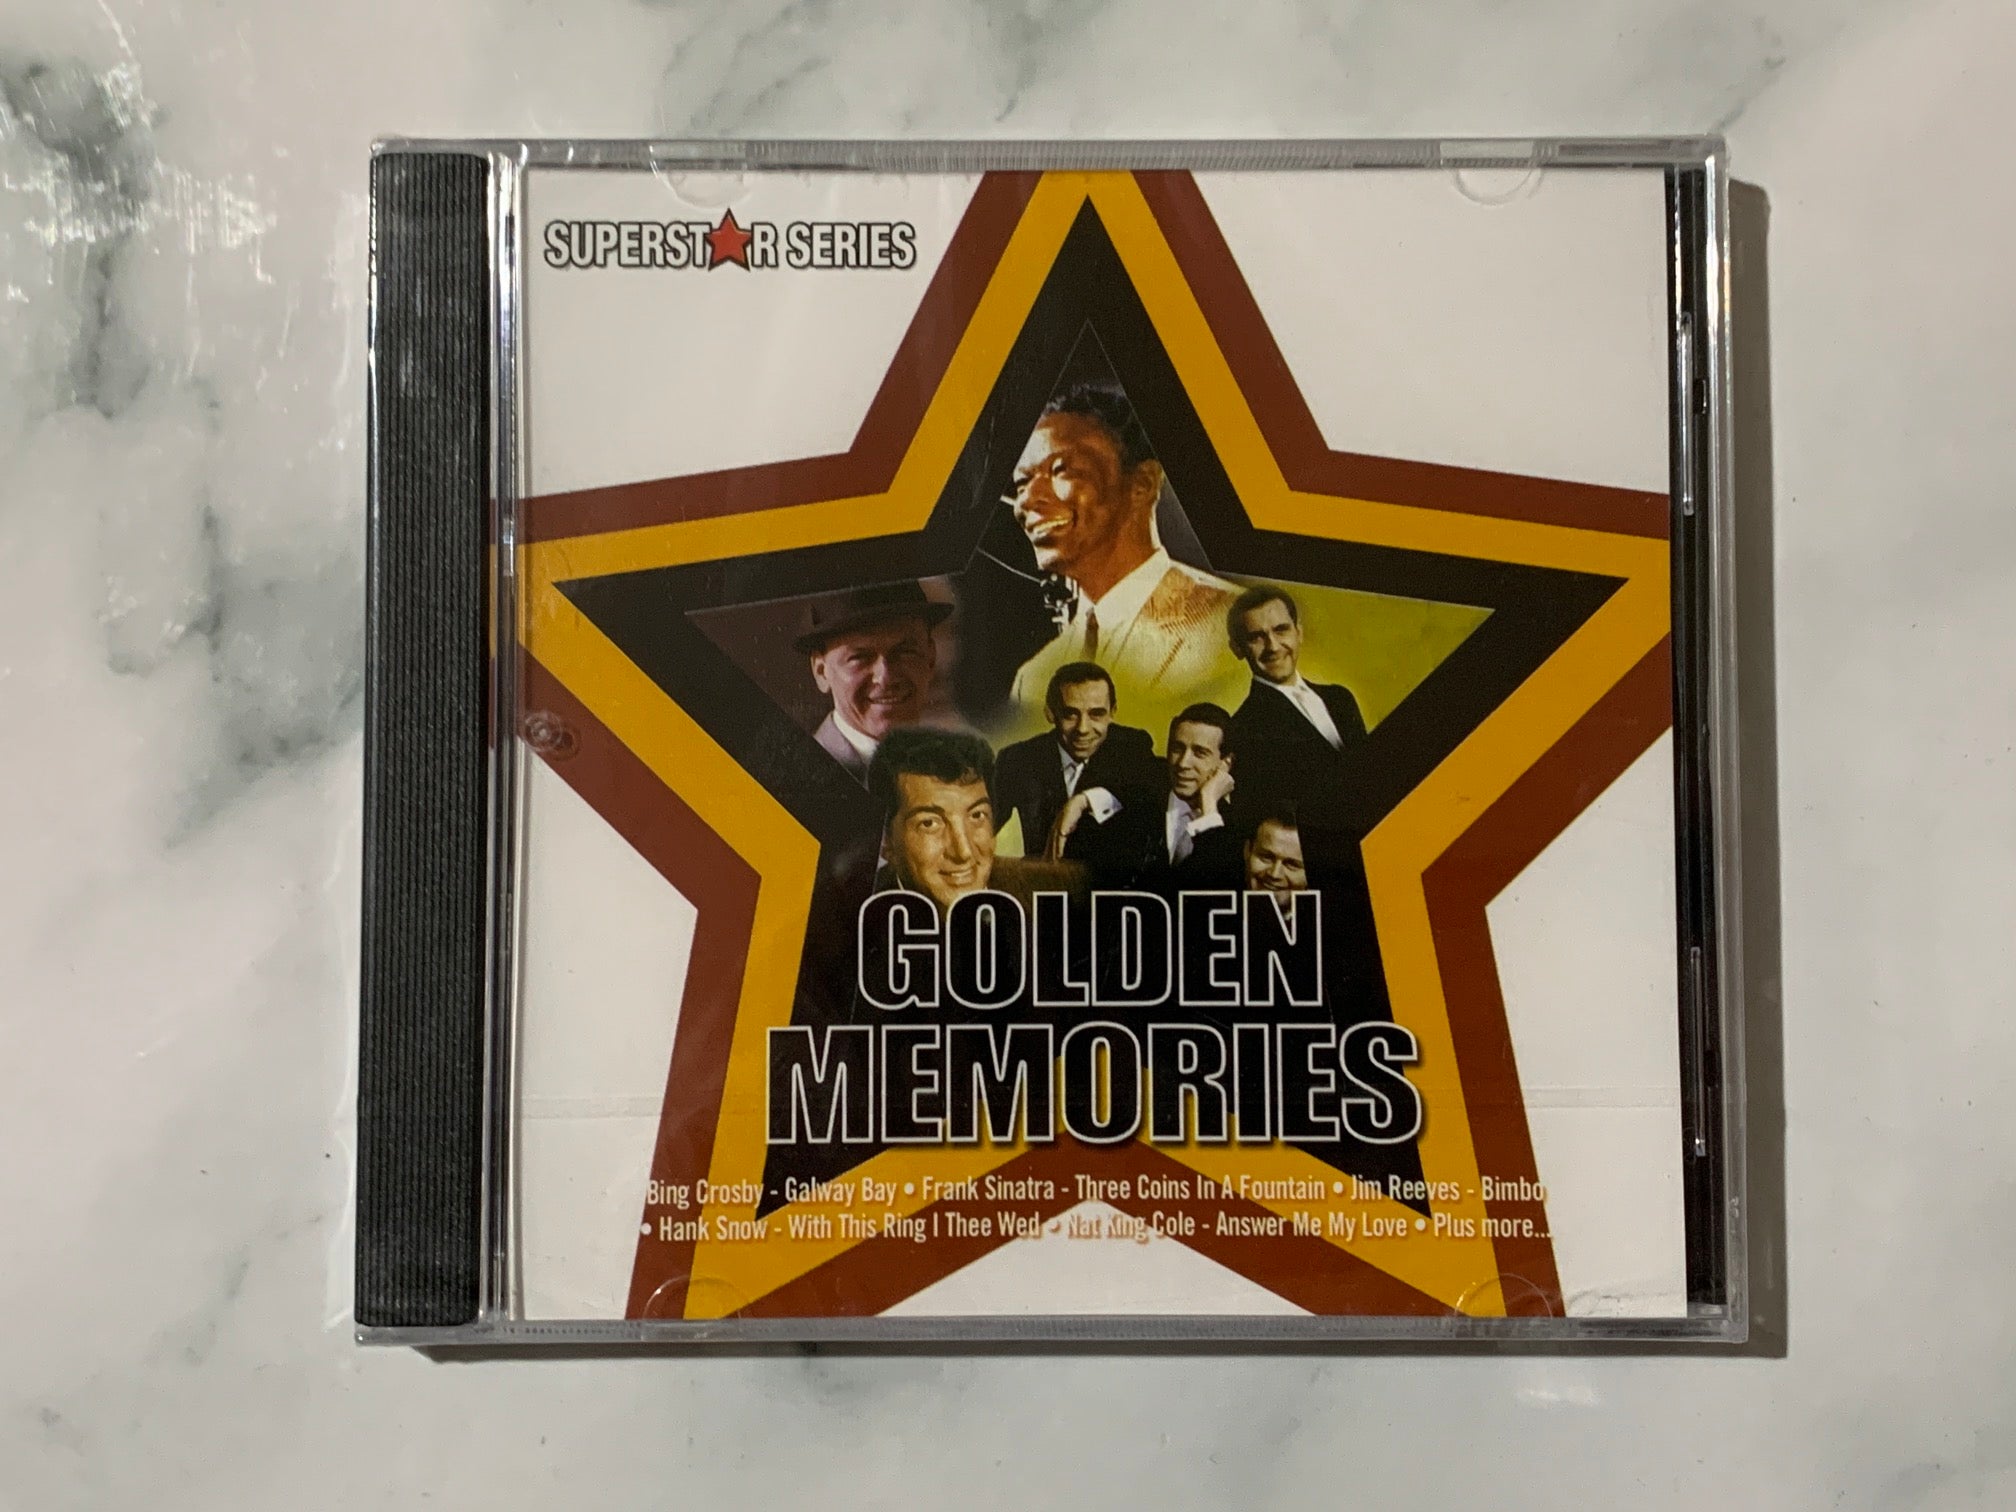 SUPERSTAR SERIES
GOLDEN
MEMORIES
Bing Crosby - Galway Bay • Frank Sinatra - Three Coins In A Fountain • Jim Reeves - Bimbo
• Hank Snow - With This Ring I Thee Wed • Nat King Cole - Answer Me My Love • Plus more...